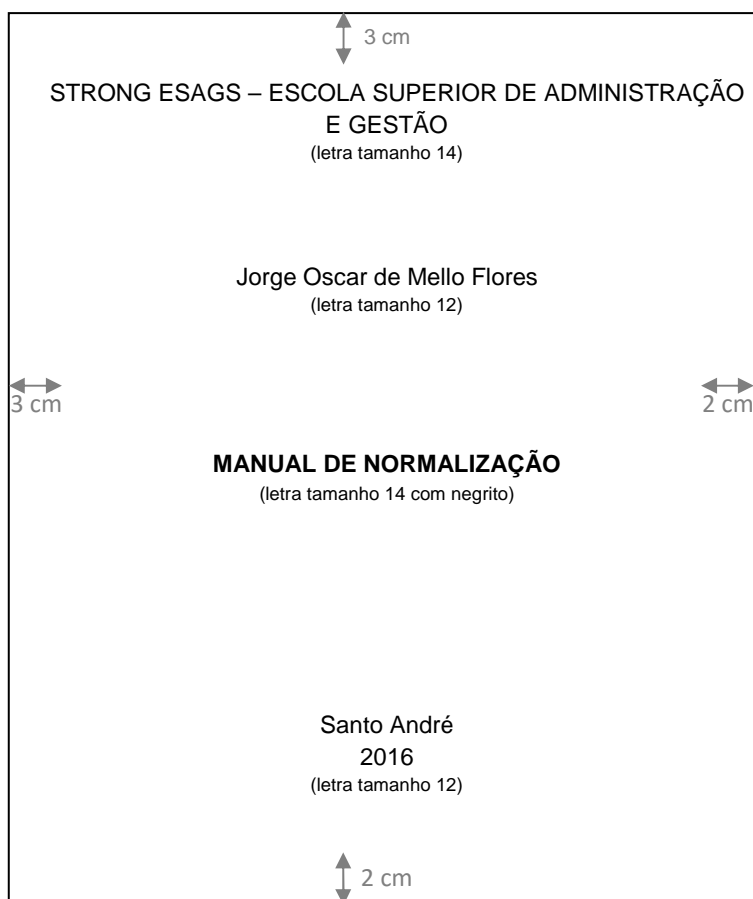 3 cm
STRONG ESAGS – ESCOLA SUPERIOR DE ADMINISTRAÇÃO
E GESTÃO
(letra tamanho 14)
Jorge Oscar de Mello Flores
(letra tamanho 12)
3 cm
2 cm
MANUAL DE NORMALIZAÇÃO
(letra tamanho 14 com negrito)
Santo André
2016
(letra tamanho 12)
2 cm